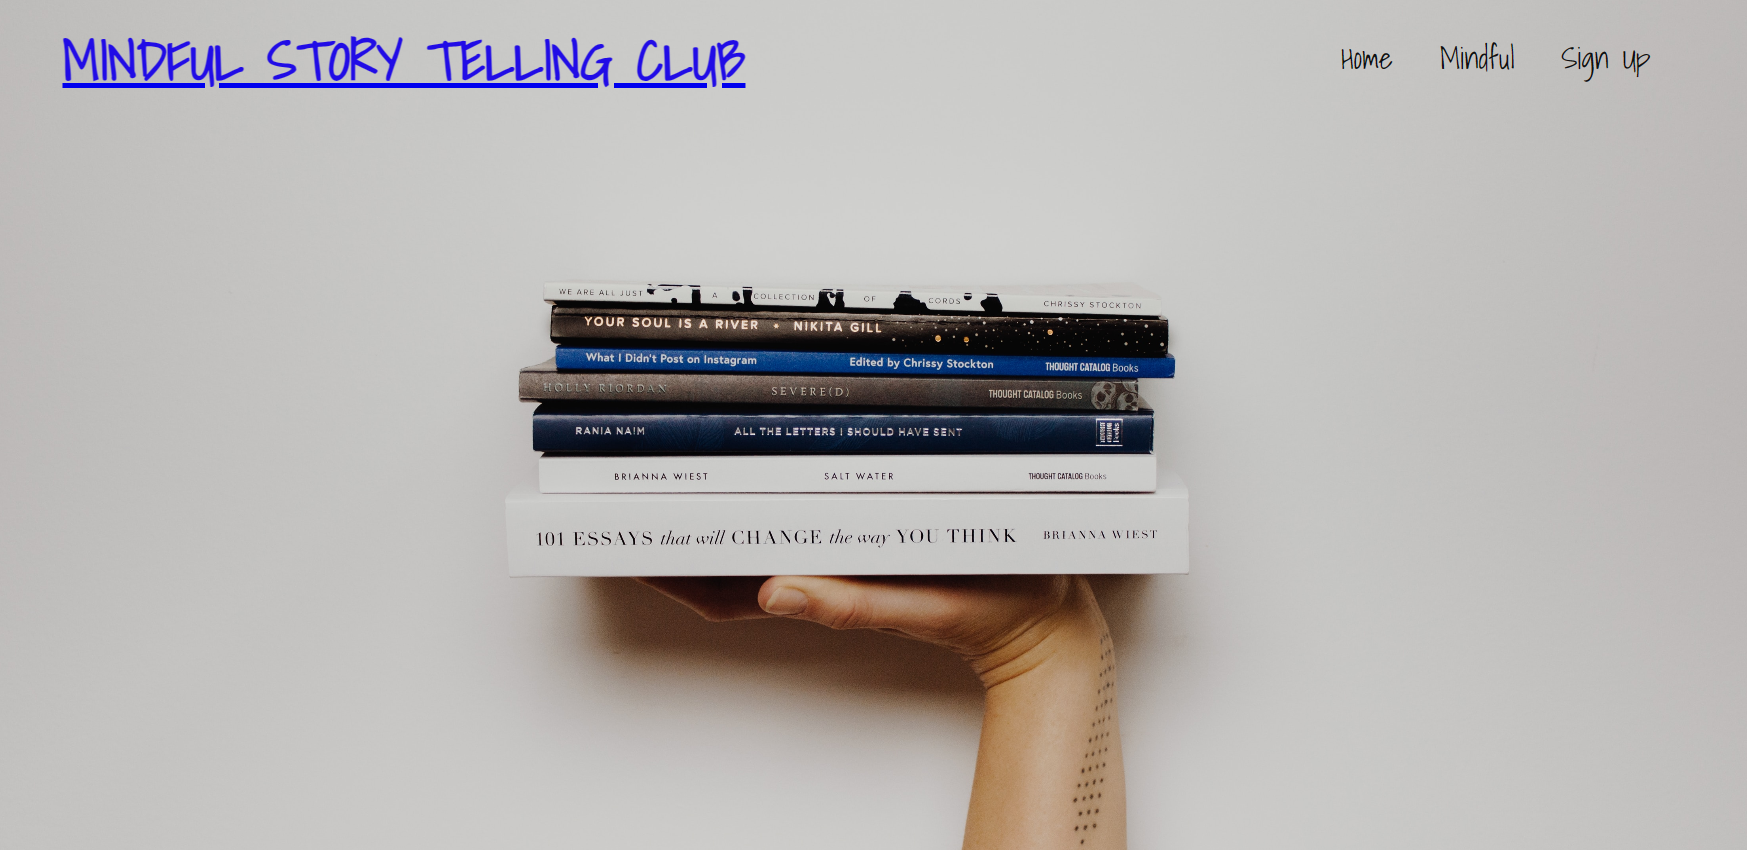 MINDFUL STORY TELLING CLUB
Home Mindful Sign Up
WE ARE ALL JUST A COLLECTION OF CORDS CHRISSY STOCKTON
YOUR SOUL IS A RIVER * NIKITA GILL
What I Didn't Post on Instagram Edited by Chrissy Stockton THOUGHT CATALOG Books
HOLLY RIORDAN SEVERE(D) THOUGHT CATALOG Books
RANIA NAIM ALL THE LETTERS I SHOULD HAVE SENT
BRIANNA WIEST SALT WATER THOUGHT CATALOG Books
101 ESSAYS that will CHANGE the way YOU THINK BRIANNA WIEST